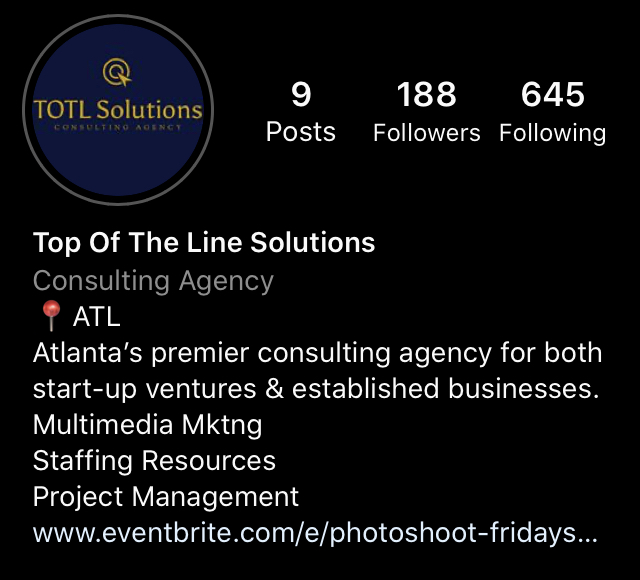 TOTL Solutions
CONSULTING AGENCY
9 188 645
Posts Followers Following
Top Of The Line Solutions
Consulting Agency
📍 ATL
Atlanta’s premier consulting agency for both
start-up ventures & established businesses.
Multimedia Mktng
Staffing Resources
Project Management
www.eventbrite.com/e/photoshoot-fridays...